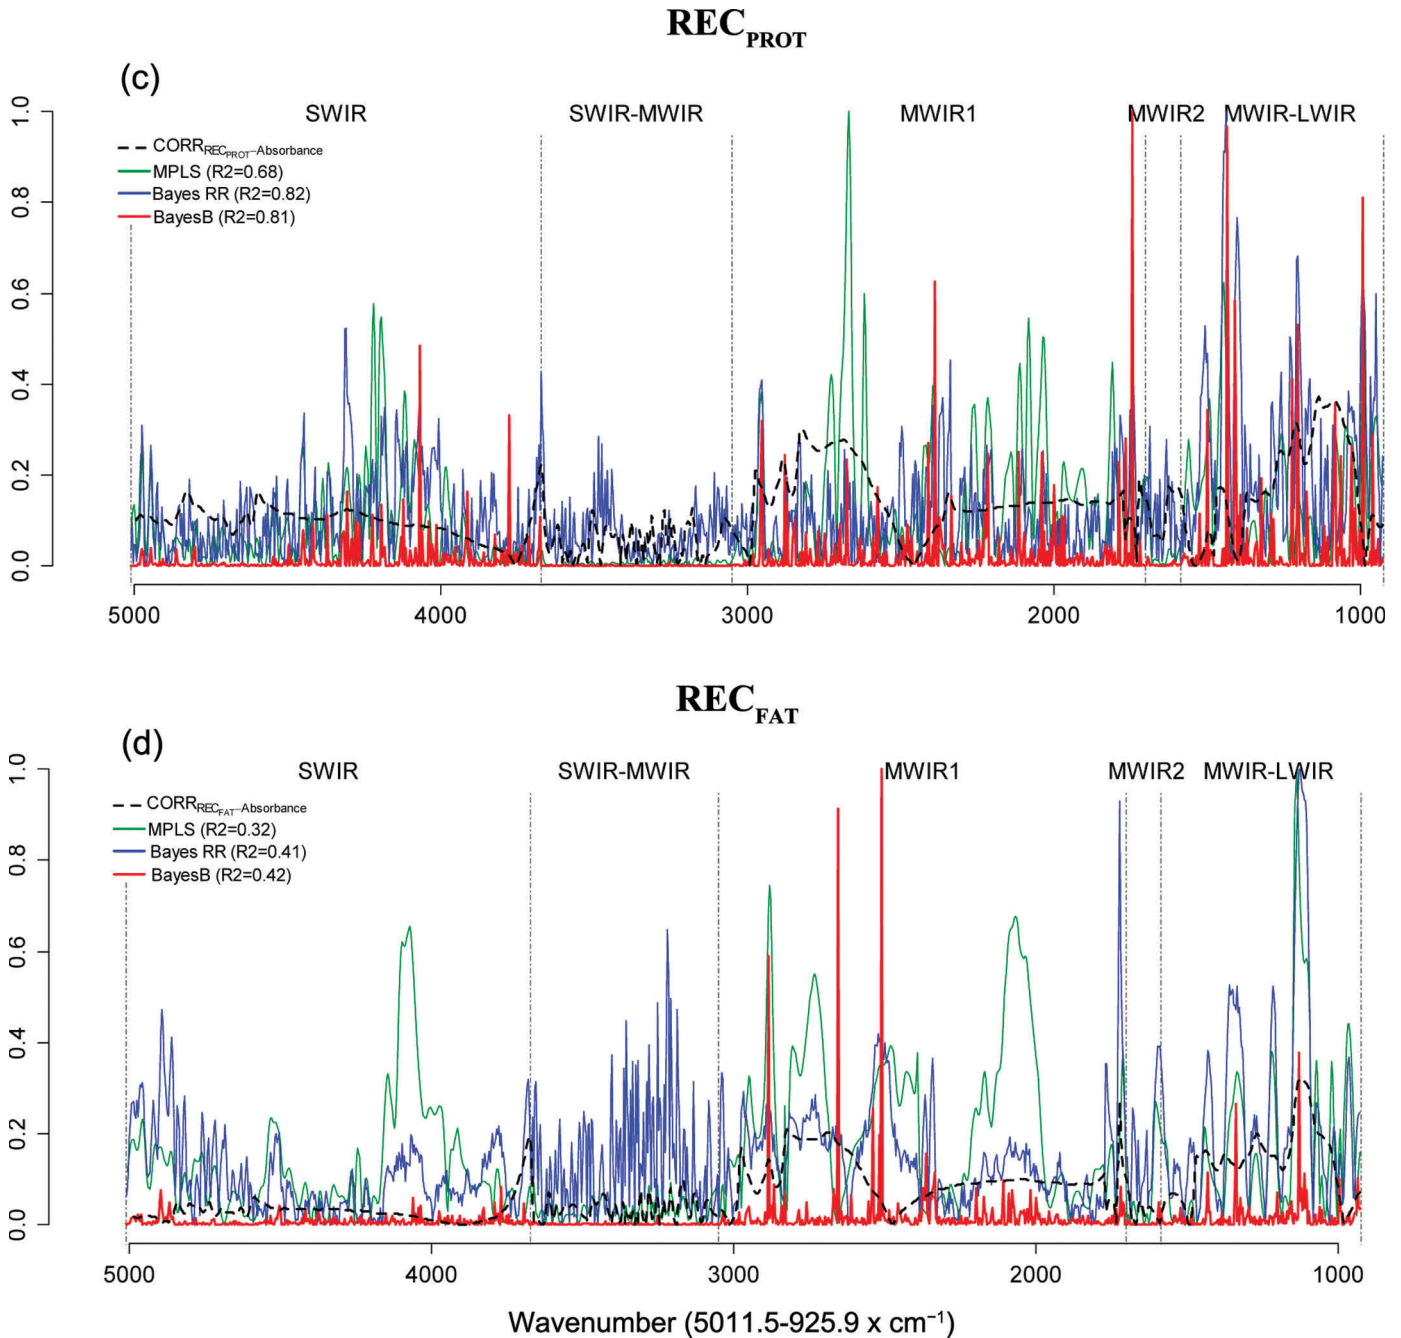 REC_PROT
(c)
SWIR SWIR-MWIR MWIR1 MWIR2 MWIR-LWIR
CORR_REC_PROT–Absorbance
MPLS (R2=0.68)
Bayes RR (R2=0.82)
BayesB (R2=0.81)
1.0
0.8
0.6
0.4
0.2
0.0
5000 4000 3000 2000 1000
REC_FAT
(d)
SWIR SWIR-MWIR MWIR1 MWIR2 MWIR-LWIR
CORR_REC_FAT–Absorbance
MPLS (R2=0.32)
Bayes RR (R2=0.41)
BayesB (R2=0.42)
1.0
0.8
0.6
0.4
0.2
0.0
5000 4000 3000 2000 1000
Wavenumber (5011.5-925.9 x cm⁻¹)